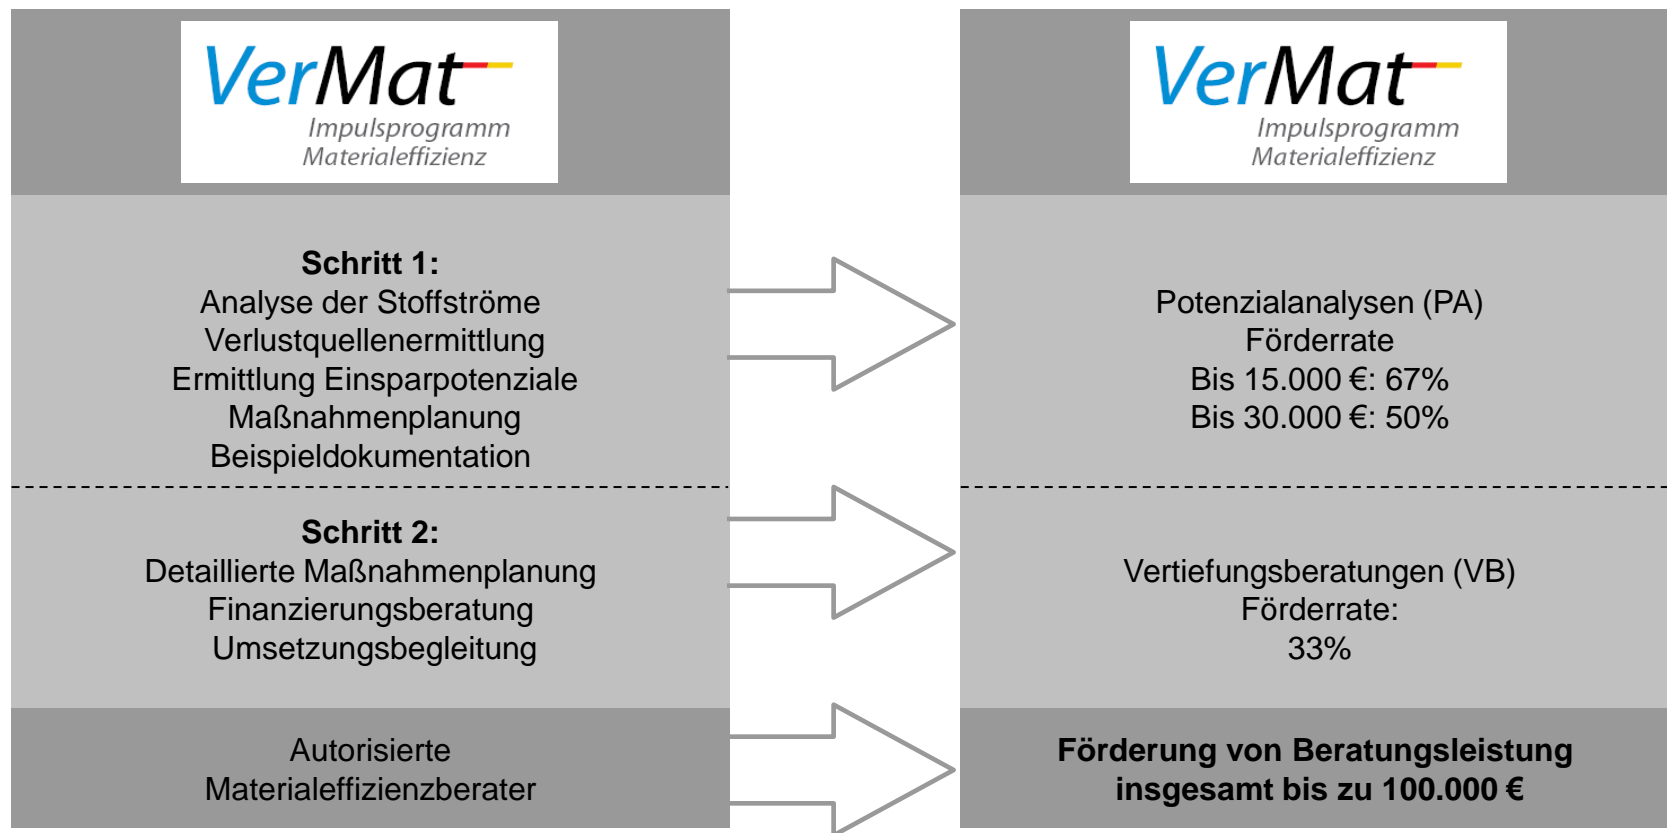 VerMat
Impulsprogramm
Materialeffizienz
Schritt 1:
Analyse der Stoffströme
Verlustquellenermittlung
Ermittlung Einsparpotenziale
Maßnahmenplanung
Beispieldokumentation
Schritt 2:
Detaillierte Maßnahmenplanung
Finanzierungsberatung
Umsetzungsbegleitung
Autorisierte
Materialeffizienzberater
VerMat
Impulsprogramm
Materialeffizienz
Potenzialanalysen (PA)
Förderrate
Bis 15.000 €: 67%
Bis 30.000 €: 50%
Vertiefungsberatungen (VB)
Förderrate:
33%
Förderung von Beratungsleistung
insgesamt bis zu 100.000 €